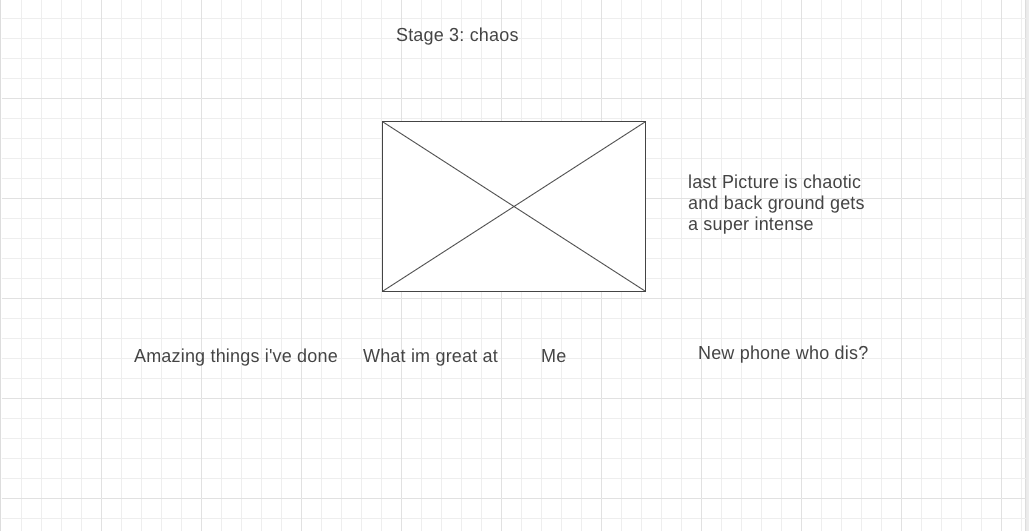 Stage 3: chaos
last Picture is chaotic
and back ground gets
a super intense
Amazing things i've done
What im great at
Me
New phone who dis?